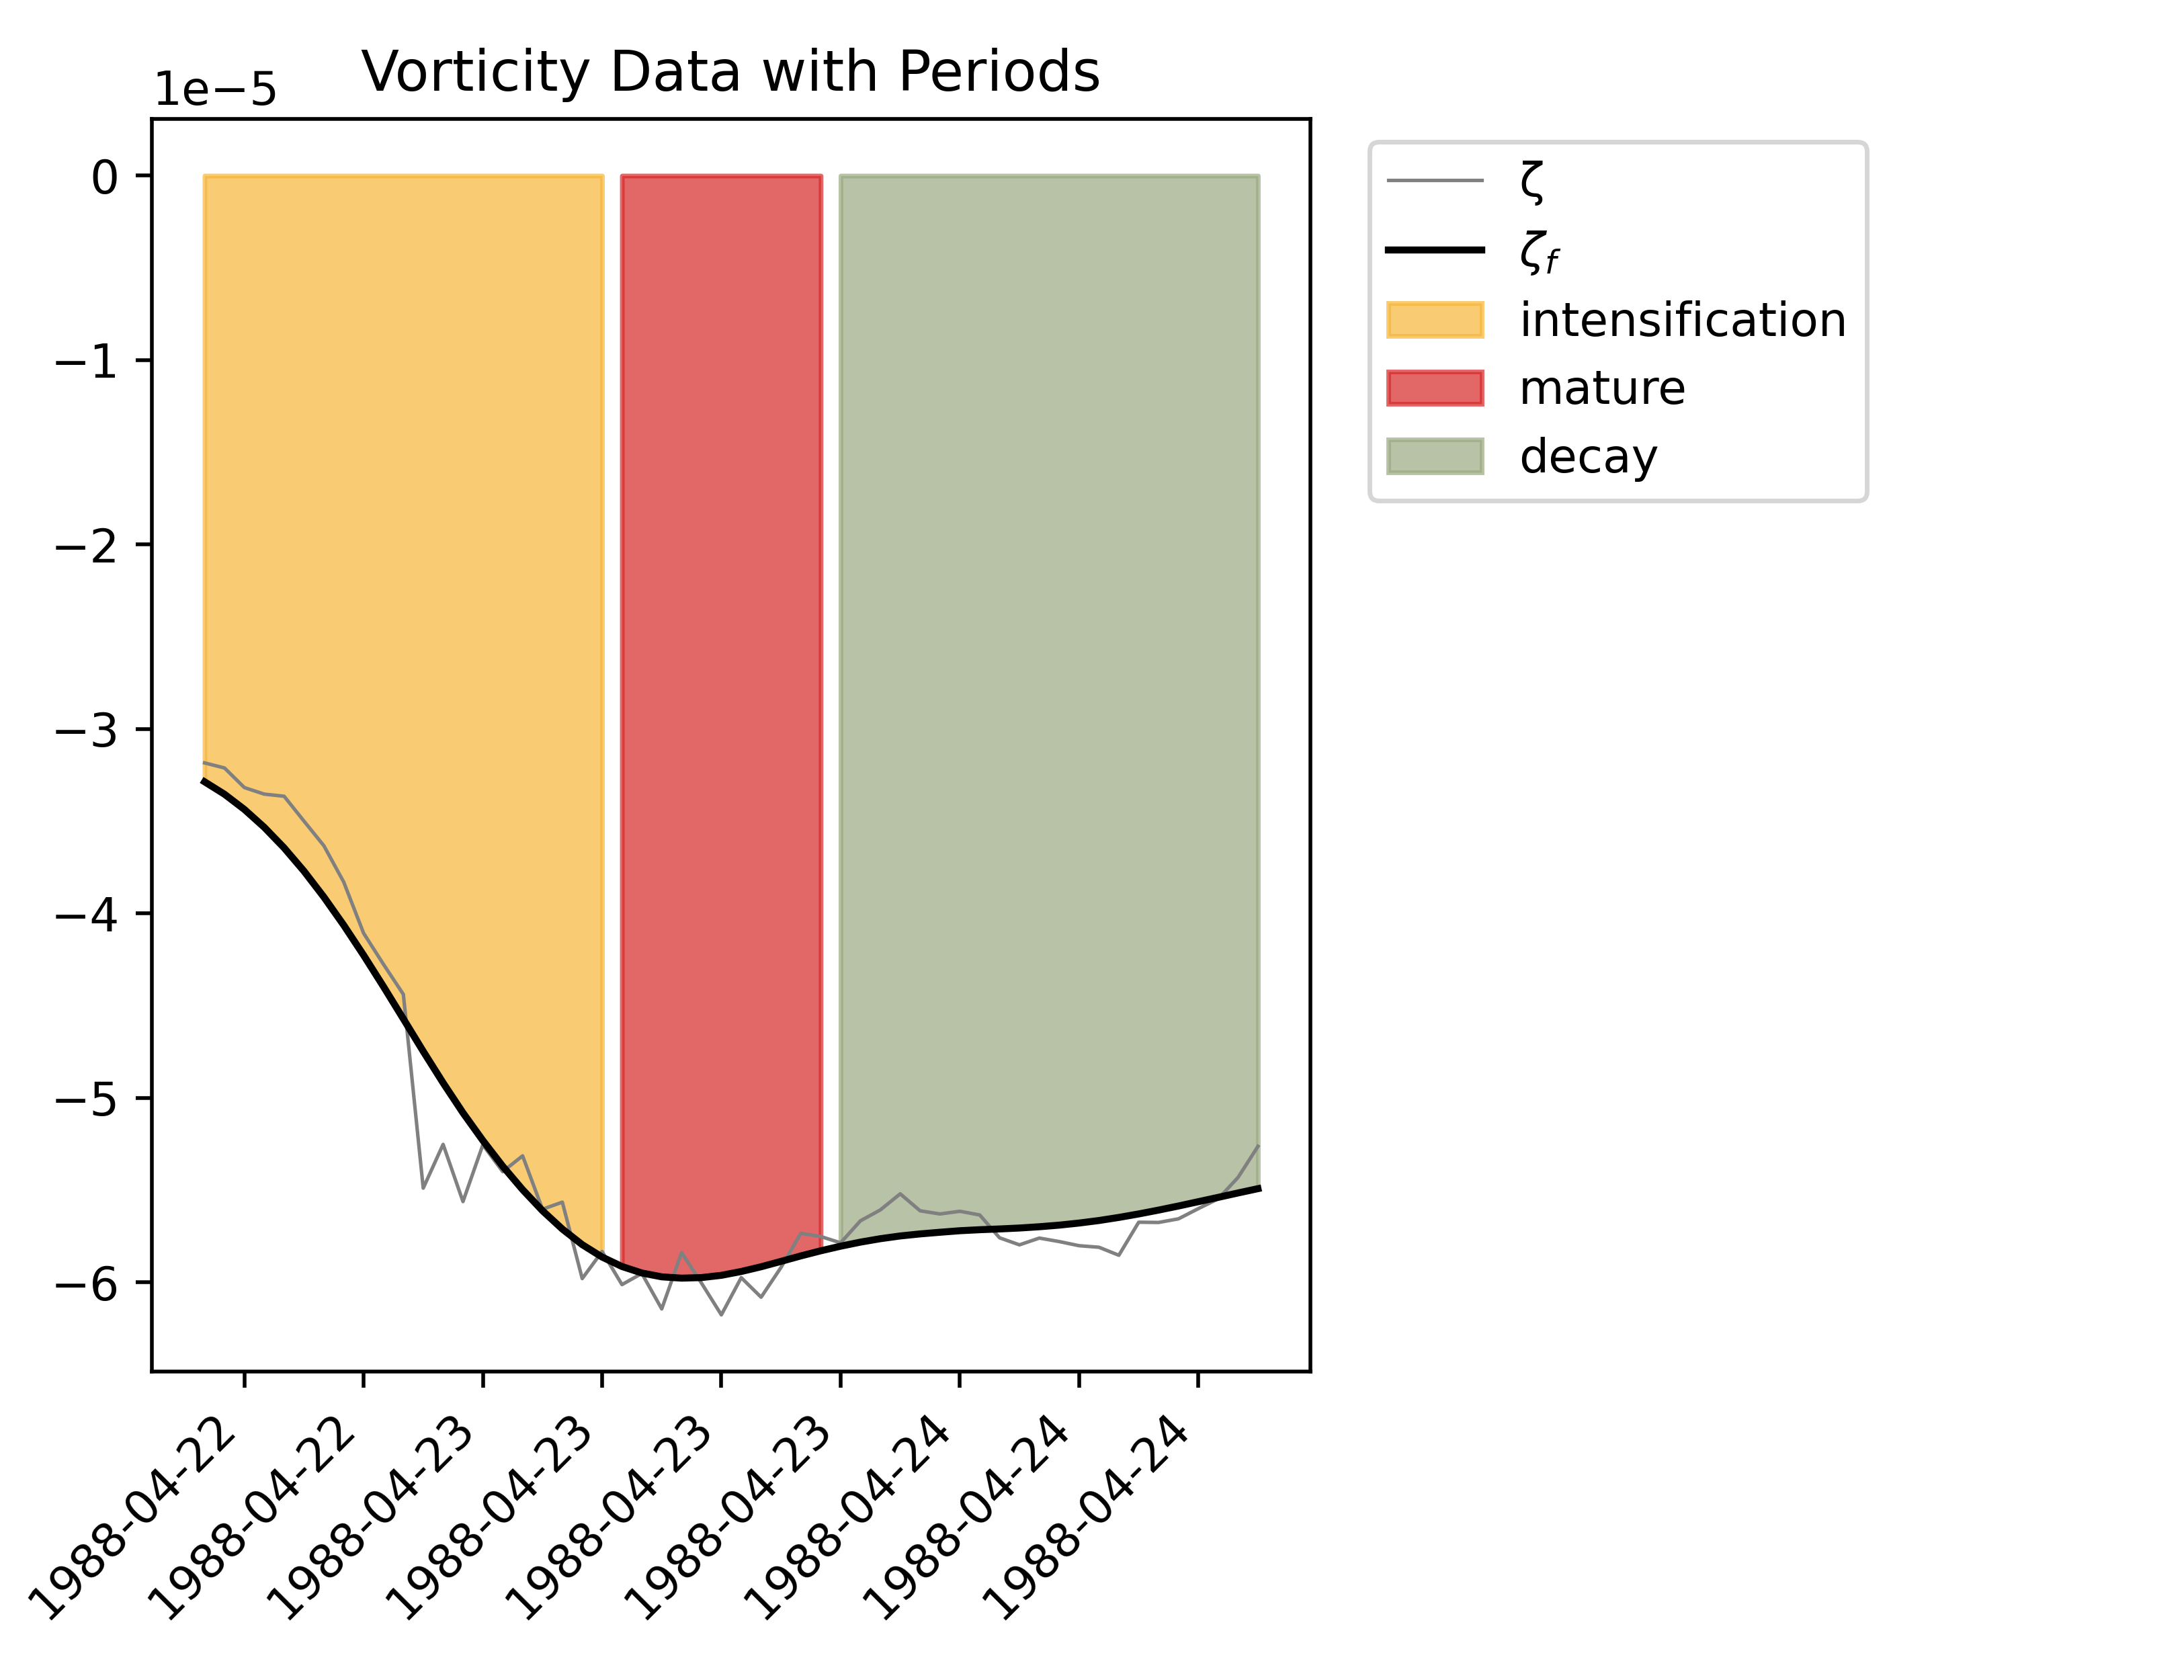 Vorticity Data with Periods
1e−5
0
−1
−2
−3
−4
−5
−6
1988-04-22
1988-04-22
1988-04-23
1988-04-23
1988-04-23
1988-04-23
1988-04-24
1988-04-24
1988-04-24
ζ
ζf
intensification
mature
decay